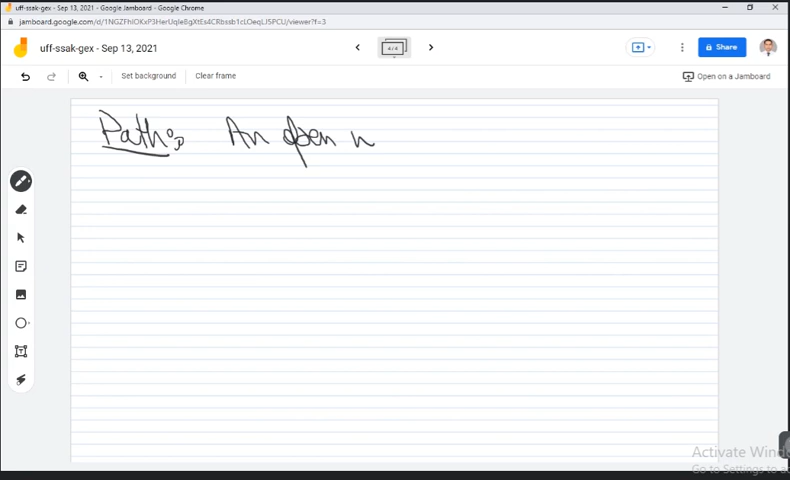 uff-ssak-gex - Sep 13, 2021 - Google Jamboard - Google Chrome
jamboard.google.com/d/1NGZFhlOKxP3HerUqleBgXtEs4CRbssb1cLOeqLJ5PCU/viewer?f=3
uff-ssak-gex - Sep 13, 2021
4/4
Share
Set background
Clear frame
Open on a Jamboard
Path: An open w
Activate Wind
Go to Settings to a